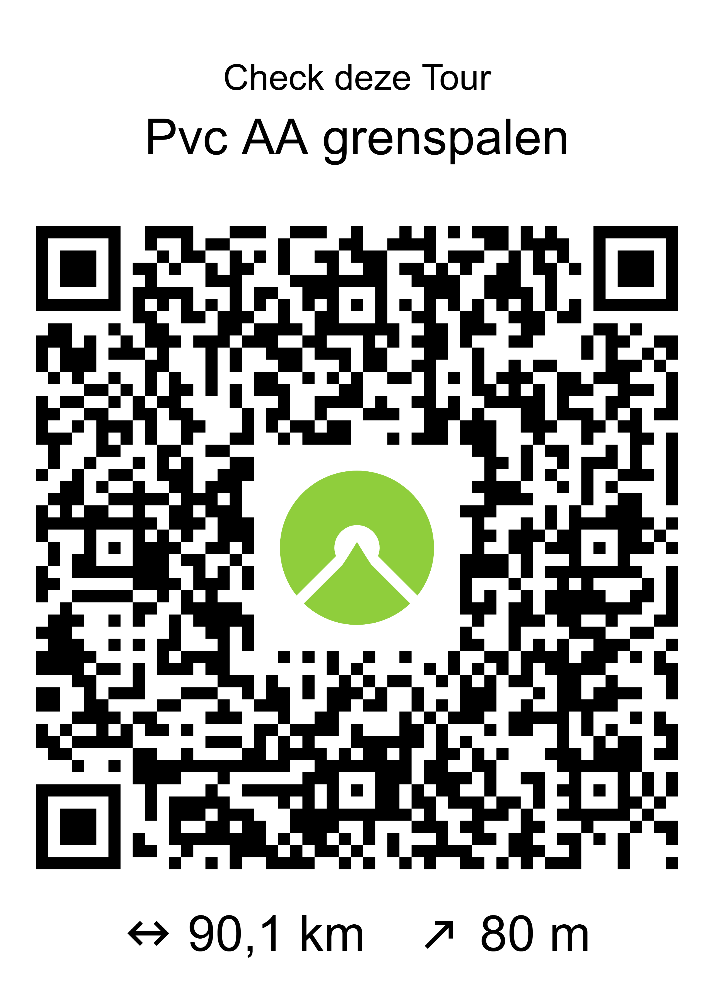 Check deze Tour
Pvc AA grenspalen
↔ 90,1 km ↗ 80 m